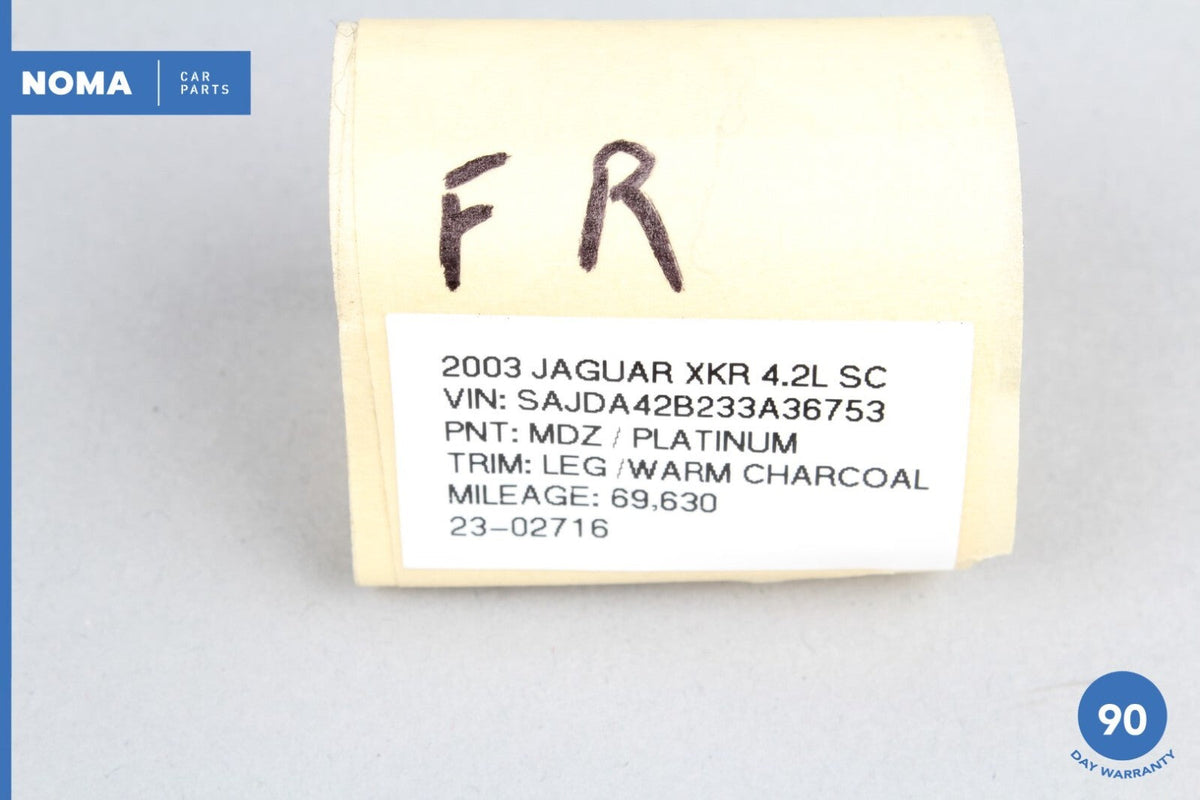 NOMA
CAR
PARTS
F R
2003 JAGUAR XKR 4.2L SC
VIN: SAJDA42B233A36753
PNT: MDZ / PLATINUM
TRIM: LEG /WARM CHARCOAL
MILEAGE: 69,630
23-02716
90
DAY WARRANTY